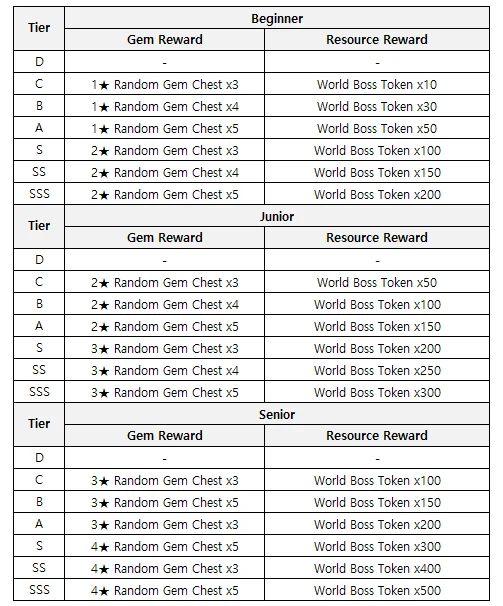 Tier Beginner
Gem Reward Resource Reward
D - -
C 1★ Random Gem Chest x3 World Boss Token x10
B 1★ Random Gem Chest x4 World Boss Token x30
A 1★ Random Gem Chest x5 World Boss Token x50
S 2★ Random Gem Chest x3 World Boss Token x100
SS 2★ Random Gem Chest x4 World Boss Token x150
SSS 2★ Random Gem Chest x5 World Boss Token x200
Tier Junior
Gem Reward Resource Reward
D - -
C 2★ Random Gem Chest x3 World Boss Token x50
B 2★ Random Gem Chest x4 World Boss Token x100
A 2★ Random Gem Chest x5 World Boss Token x150
S 3★ Random Gem Chest x3 World Boss Token x200
SS 3★ Random Gem Chest x4 World Boss Token x250
SSS 3★ Random Gem Chest x5 World Boss Token x300
Tier Senior
Gem Reward Resource Reward
D - -
C 3★ Random Gem Chest x3 World Boss Token x100
B 3★ Random Gem Chest x5 World Boss Token x150
A 3★ Random Gem Chest x3 World Boss Token x200
S 4★ Random Gem Chest x5 World Boss Token x300
SS 4★ Random Gem Chest x3 World Boss Token x400
SSS 4★ Random Gem Chest x5 World Boss Token x500